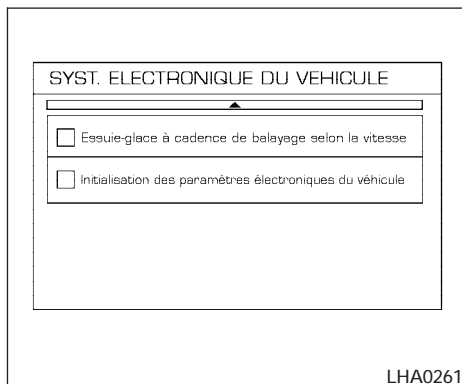 SYST. ELECTRONIQUE DU VEHICULE
Essuie-glace à cadence de balayage selon la vitesse
Initialisation des paramètres électroniques du véhicule
LHA0261